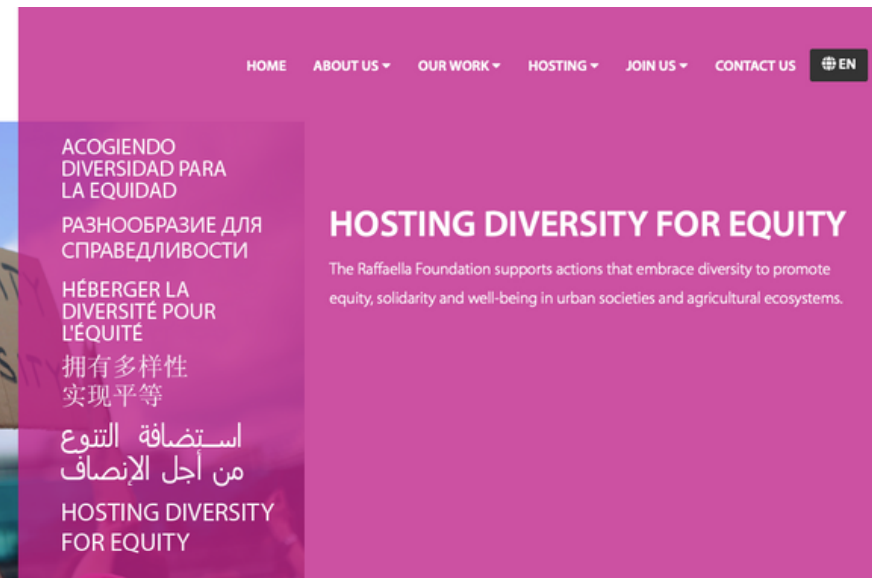 HOME ABOUT US OUR WORK HOSTING JOIN US CONTACT US EN
ACOGIENDO
DIVERSIDAD PARA
LA EQUIDAD
РАЗНООБРАЗИЕ ДЛЯ
СПРАВЕДЛИВОСТИ
HÉBERGER LA
DIVERSITÉ POUR
L'ÉQUITÉ
拥有多样性
实现平等
استضافة التنوع
من أجل الإنصاف
HOSTING DIVERSITY
FOR EQUITY
HOSTING DIVERSITY FOR EQUITY
The Raffaella Foundation supports actions that embrace diversity to promote
equity, solidarity and well-being in urban societies and agricultural ecosystems.